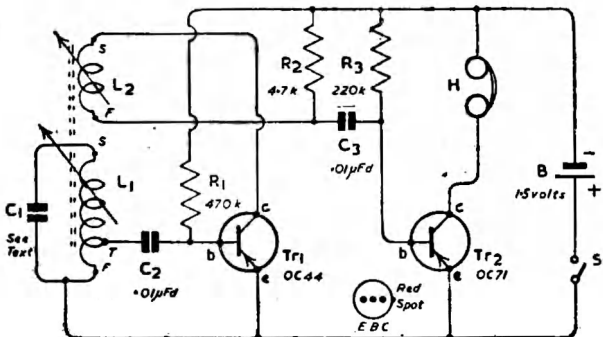 S
L2
F
R2
4·7k
R3
220k
H
C3
·01µFd
B
-
+
1·5volts
S
L1
T
F
C1
See
Text
R1
470k
C2
·01µFd
b
c
e
Tr1
OC44
b
c
e
Tr2
OC71
S
Red
Spot
E B C